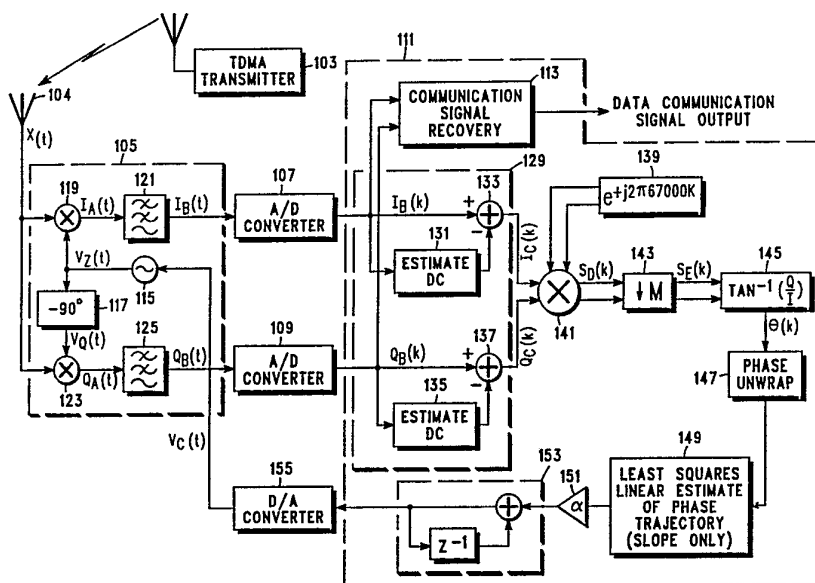 TDMA
TRANSMITTER
103
104
X(t)
111
113
COMMUNICATION
SIGNAL
RECOVERY
DATA COMMUNICATION
SIGNAL OUTPUT
105
119
I_A(t)
121
I_B(t)
107
A/D
CONVERTER
129
I_B(k)
+
133
−
I_C(k)
131
ESTIMATE
DC
139
e+j2π67000K
V_Z(t)
115
-90°
117
V_Q(t)
141
S_D(k)
143
↓M
S_E(k)
145
TAN⁻¹ (Q/I)
θ(k)
123
Q_A(t)
125
Q_B(t)
109
A/D
CONVERTER
Q_B(k)
+
137
−
Q_C(k)
135
ESTIMATE
DC
147
PHASE
UNWRAP
V_C(t)
155
D/A
CONVERTER
153
Z⁻¹
151
α
149
LEAST SQUARES
LINEAR ESTIMATE
OF PHASE
TRAJECTORY
(SLOPE ONLY)